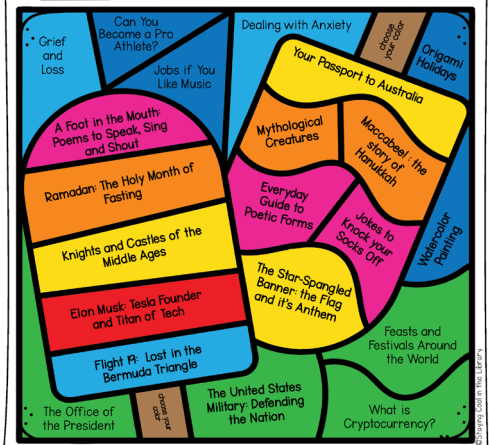 Grief
and
Loss
Can You
Become a Pro
Athlete?
Jobs if You
Like Music
Dealing with Anxiety
choose
your color
Origami
Holidays
Your Passport to Australia
A Foot in the Mouth:
Poems to Speak, Sing
and Shout
Mythological
Creatures
Maccabee! : the
story of
Hanukkah
Ramadan: The Holy Month of
Fasting
Everyday
Guide to
Poetic Forms
Jokes to
Knock your
Socks Off
Watercolor
Painting
Knights and Castles of the
Middle Ages
The Star-Spangled
Banner: the Flag
and it's Anthem
Elon Musk: Tesla Founder
and Titan of Tech
Flight 19: Lost in the
Bermuda Triangle
Feasts and
Festivals Around
the World
The Office of
the President
choose
your color
The United States
Military: Defending
the Nation
What is
Cryptocurrency?
©Staying Cool in the Library